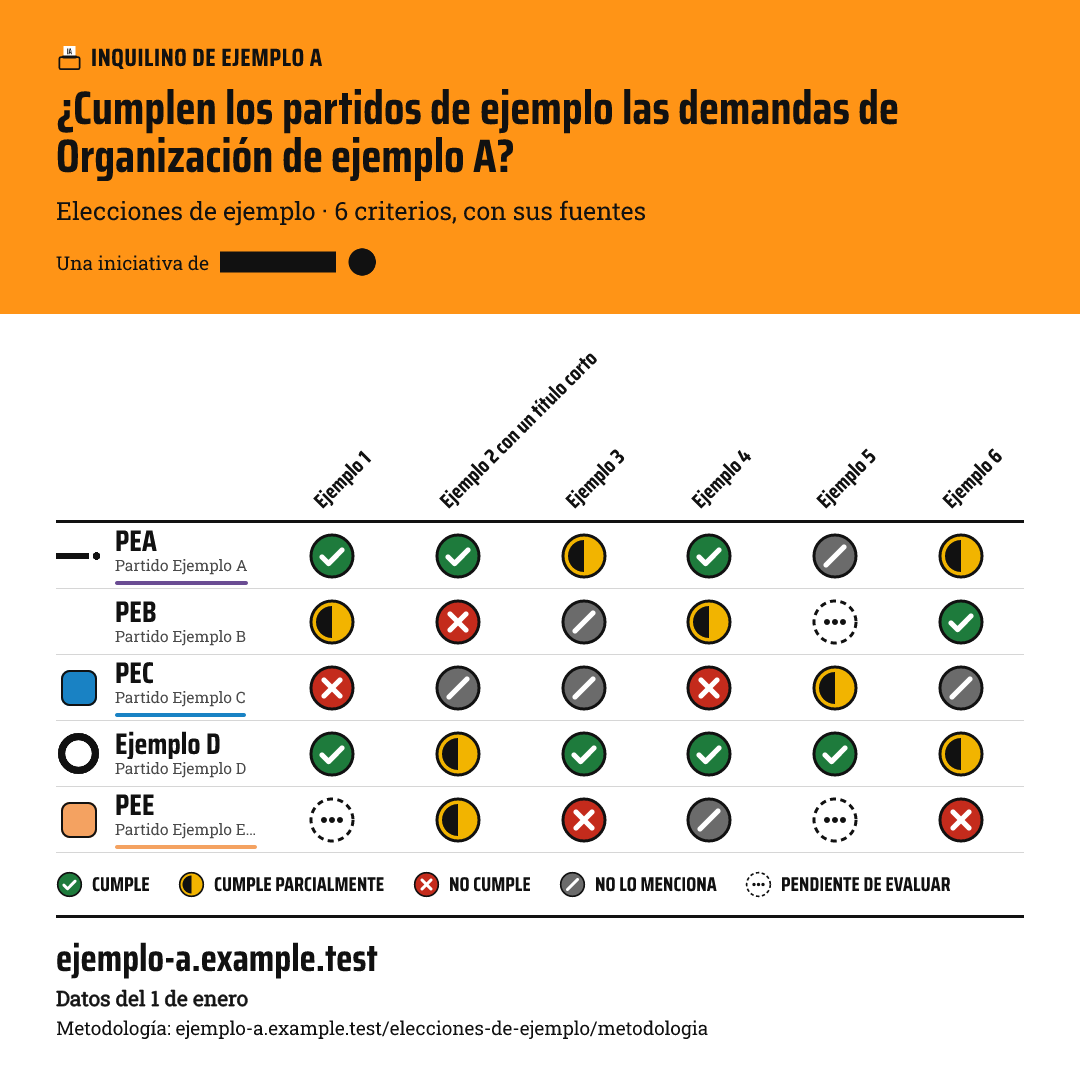 IA
INQUILINO DE EJEMPLO A
¿Cumplen los partidos de ejemplo las demandas de
Organización de ejemplo A?
Elecciones de ejemplo · 6 criterios, con sus fuentes
Una iniciativa de
Ejemplo 1
Ejemplo 2 con un título corto
Ejemplo 3
Ejemplo 4
Ejemplo 5
Ejemplo 6
PEA
Partido Ejemplo A
PEB
Partido Ejemplo B
PEC
Partido Ejemplo C
Ejemplo D
Partido Ejemplo D
PEE
Partido Ejemplo E...
CUMPLE CUMPLE PARCIALMENTE NO CUMPLE NO LO MENCIONA PENDIENTE DE EVALUAR
ejemplo-a.example.test
Datos del 1 de enero
Metodología: ejemplo-a.example.test/elecciones-de-ejemplo/metodologia